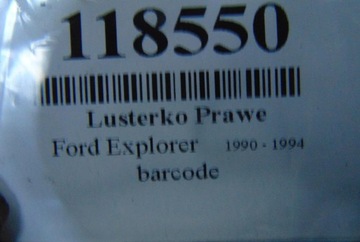 118550
Lusterko Prawe
Ford Explorer 1990 - 1994
barcode